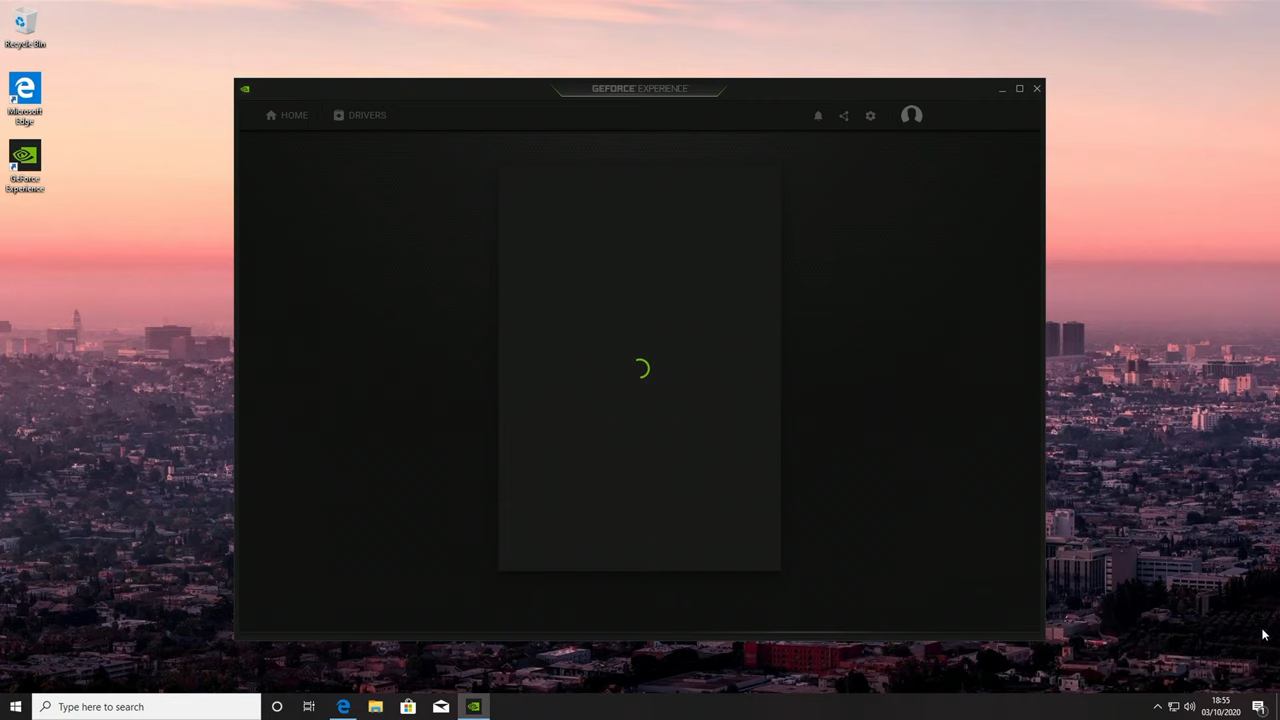 Recycle Bin
Microsoft
Edge
GeForce
Experience
GEFORCE EXPERIENCE
HOME
DRIVERS
Type here to search
18:55
03/10/2020
1